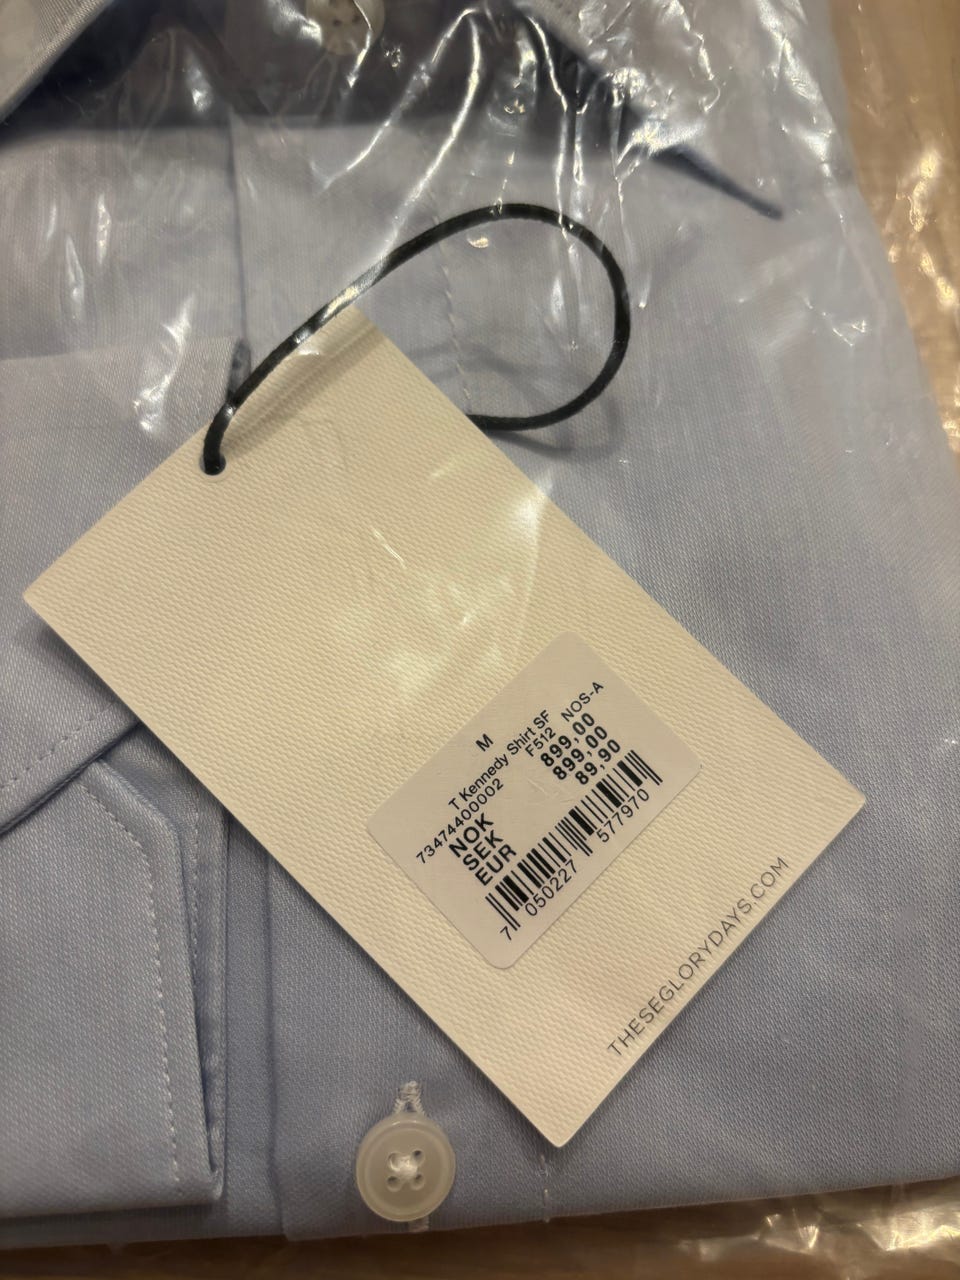 M
T Kennedy Shirt SF
73474400002 F512 NOS-A
NOK 899,00
SEK 899,00
EUR 89,90
7 050227 577970
THESEGLORYDAYS.COM